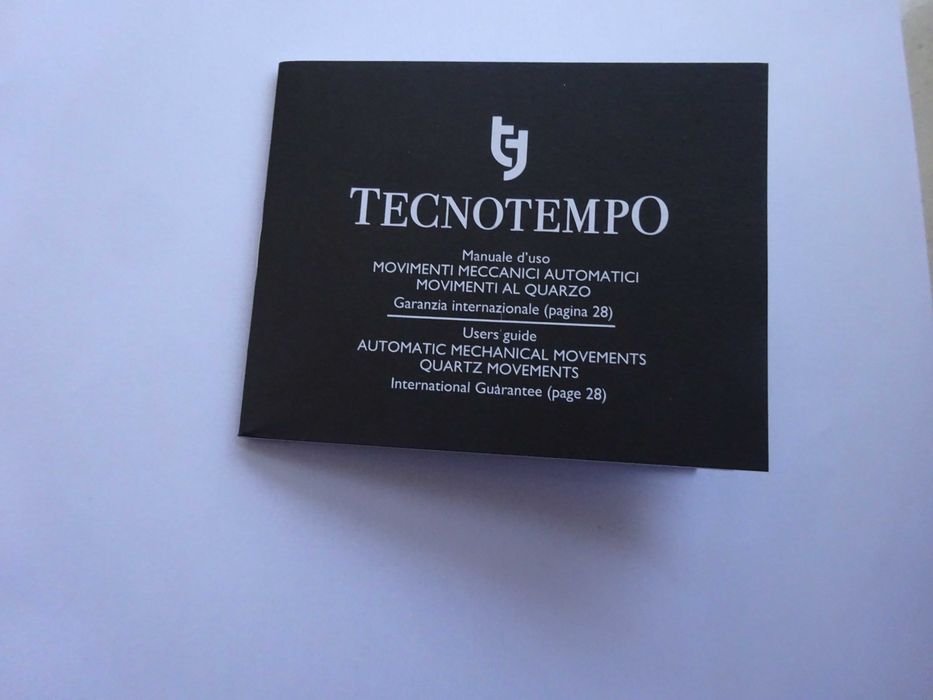 TECNOTEMPO
Manuale d'uso
MOVIMENTI MECCANICI AUTOMATICI
MOVIMENTI AL QUARZO
Garanzia internazionale (pagina 28)
Users guide
AUTOMATIC MECHANICAL MOVEMENTS
QUARTZ MOVEMENTS
International Guarantee (page 28)